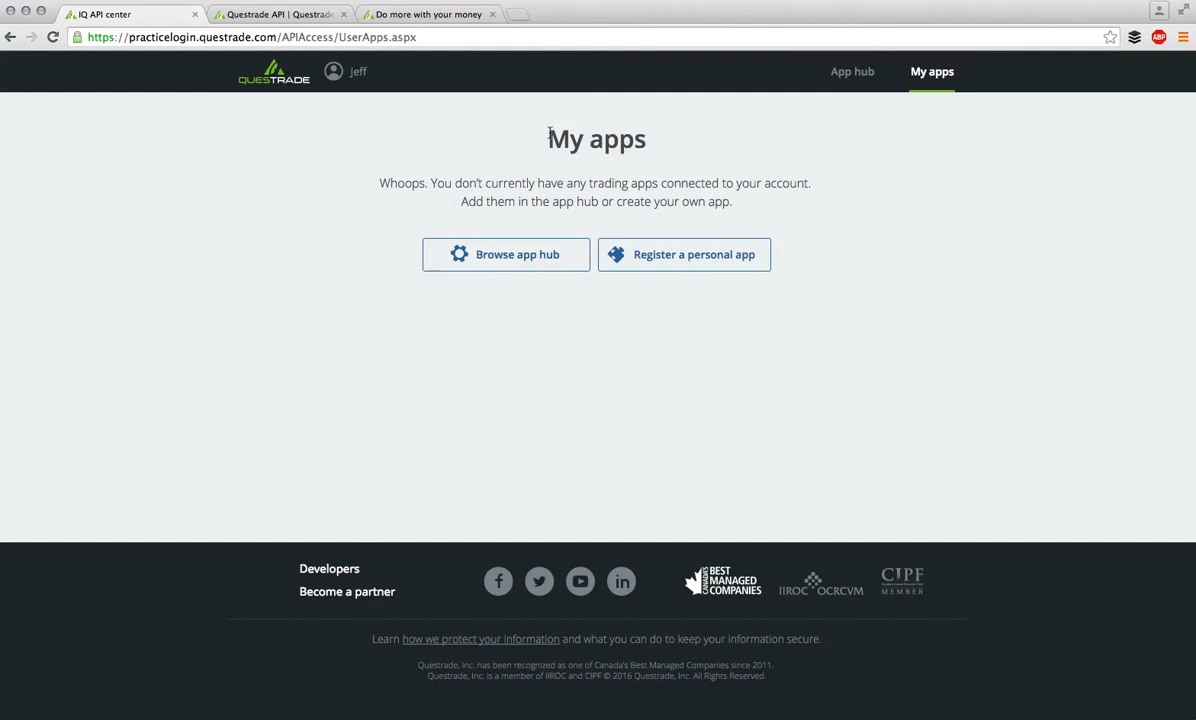 IQ API center
Questrade API | Questrade
Do more with your money
https://practicelogin.questrade.com/APIAccess/UserApps.aspx
ABP
QUESTRADE
Jeff
App hub
My apps
My apps
Whoops. You don't currently have any trading apps connected to your account.
Add them in the app hub or create your own app.
Browse app hub
Register a personal app
Developers
Become a partner
f
in
CANADA'S
BEST
MANAGED
COMPANIES
IIROC OCRCVM
CIPF
MEMBER
Learn how we protect your information and what you can do to keep your information secure.
Questrade, Inc. has been recognized as one of Canada's Best Managed Companies since 2011.
Questrade, Inc. is a member of IIROC and CIPF © 2016 Questrade, Inc. All Rights Reserved.